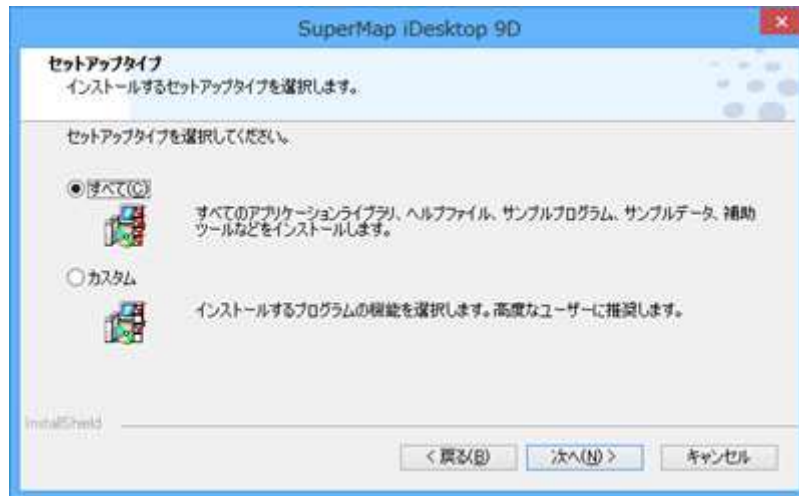 SuperMap iDesktop 9D
セットアップタイプ
インストールするセットアップタイプを選択します。
セットアップタイプを選択してください。
すべて(C)
すべてのアプリケーションライブラリ、ヘルプファイル、サンプルプログラム、サンプルデータ、補助
ツールなどをインストールします。
カスタム
インストールするプログラムの機能を選択します。高度なユーザーに推奨します。
InstallShield
< 戻る(B)
次へ(N) >
キャンセル